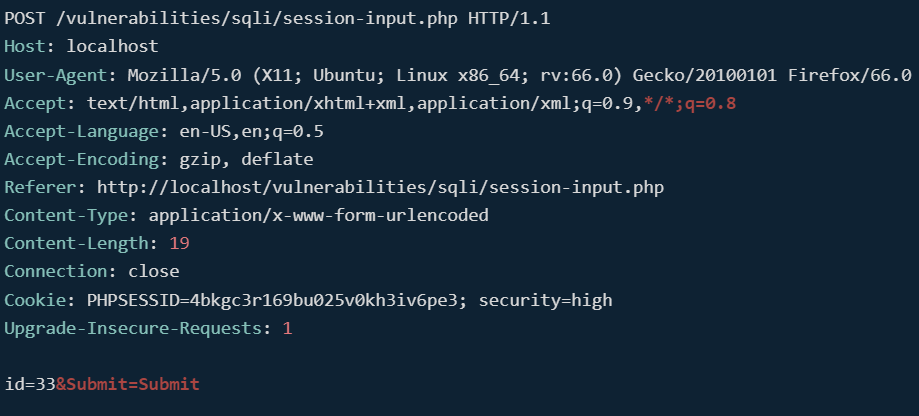 POST /vulnerabilities/sqli/session-input.php HTTP/1.1
Host: localhost
User-Agent: Mozilla/5.0 (X11; Ubuntu; Linux x86_64; rv:66.0) Gecko/20100101 Firefox/66.0
Accept: text/html,application/xhtml+xml,application/xml;q=0.9,*/*;q=0.8
Accept-Language: en-US,en;q=0.5
Accept-Encoding: gzip, deflate
Referer: http://localhost/vulnerabilities/sqli/session-input.php
Content-Type: application/x-www-form-urlencoded
Content-Length: 19
Connection: close
Cookie: PHPSESSID=4bkgc3r169bu025v0kh3iv6pe3; security=high
Upgrade-Insecure-Requests: 1
id=33&Submit=Submit